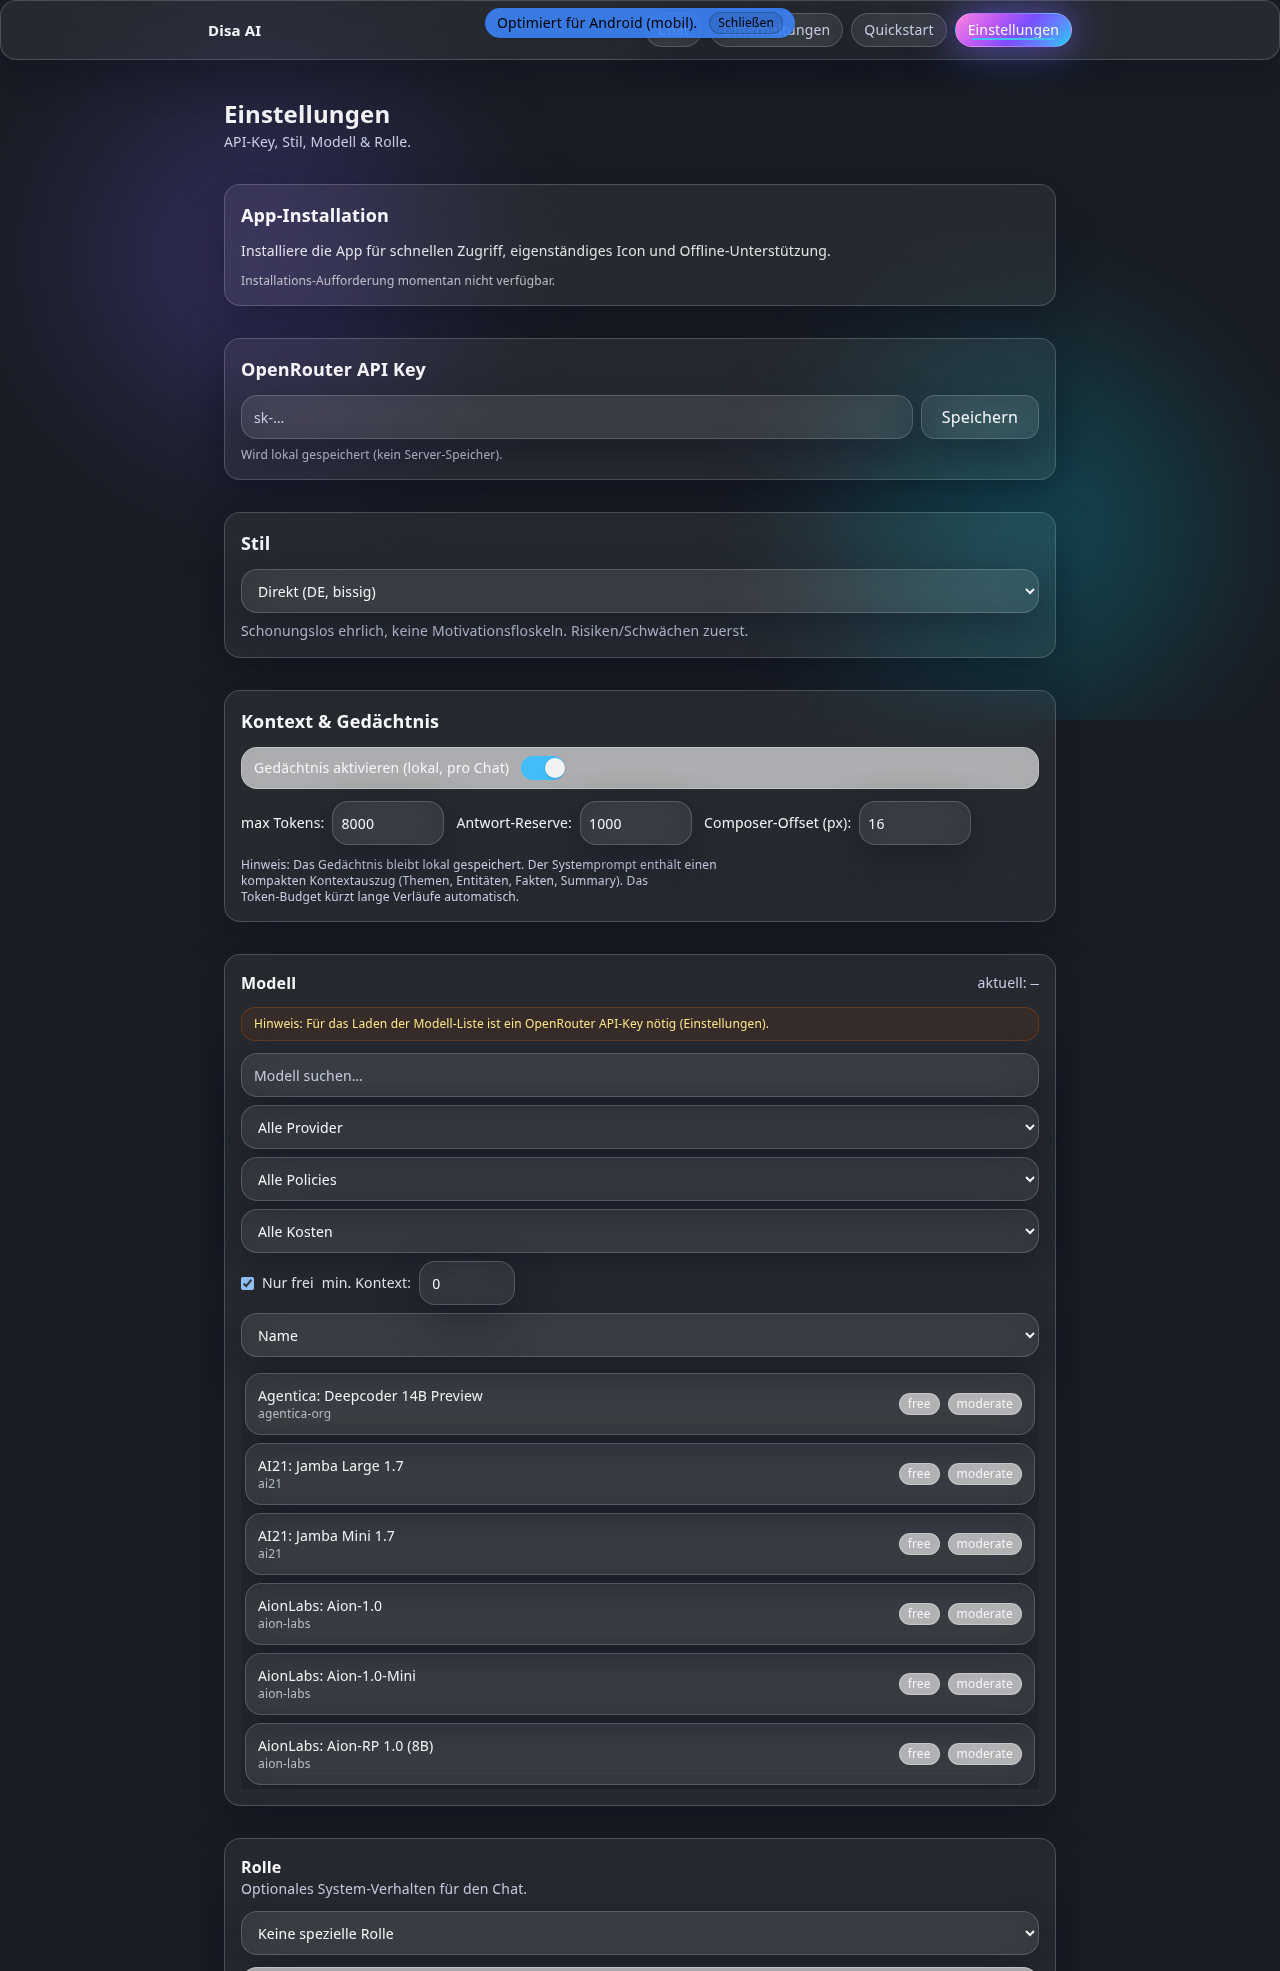 Disa AI
Optimiert für Android (mobil).
Schließen
Quickstart
Einstellungen
Einstellungen
API-Key, Stil, Modell & Rolle.
App-Installation
Installiere die App für schnellen Zugriff, eigenständiges Icon und Offline-Unterstützung.
Installations-Aufforderung momentan nicht verfügbar.
OpenRouter API Key
sk-...
Speichern
Wird lokal gespeichert (kein Server-Speicher).
Stil
Direkt (DE, bissig)
Schonungslos ehrlich, keine Motivationsfloskeln. Risiken/Schwächen zuerst.
Kontext & Gedächtnis
Gedächtnis aktivieren (lokal, pro Chat)
max Tokens: 8000 Antwort-Reserve: 1000 Composer-Offset (px): 16
Hinweis: Das Gedächtnis bleibt lokal gespeichert. Der Systemprompt enthält einen
kompakten Kontextauszug (Themen, Entitäten, Fakten, Summary). Das
Token-Budget kürzt lange Verläufe automatisch.
Modell
aktuell: —
Hinweis: Für das Laden der Modell-Liste ist ein OpenRouter API-Key nötig (Einstellungen).
Modell suchen...
Alle Provider
Alle Policies
Alle Kosten
Nur frei min. Kontext: 0
Name
Agentica: Deepcoder 14B Preview
agentica-org
free moderate
AI21: Jamba Large 1.7
ai21
free moderate
AI21: Jamba Mini 1.7
ai21
free moderate
AionLabs: Aion-1.0
aion-labs
free moderate
AionLabs: Aion-1.0-Mini
aion-labs
free moderate
AionLabs: Aion-RP 1.0 (8B)
aion-labs
free moderate
Rolle
Optionales System-Verhalten für den Chat.
Keine spezielle Rolle